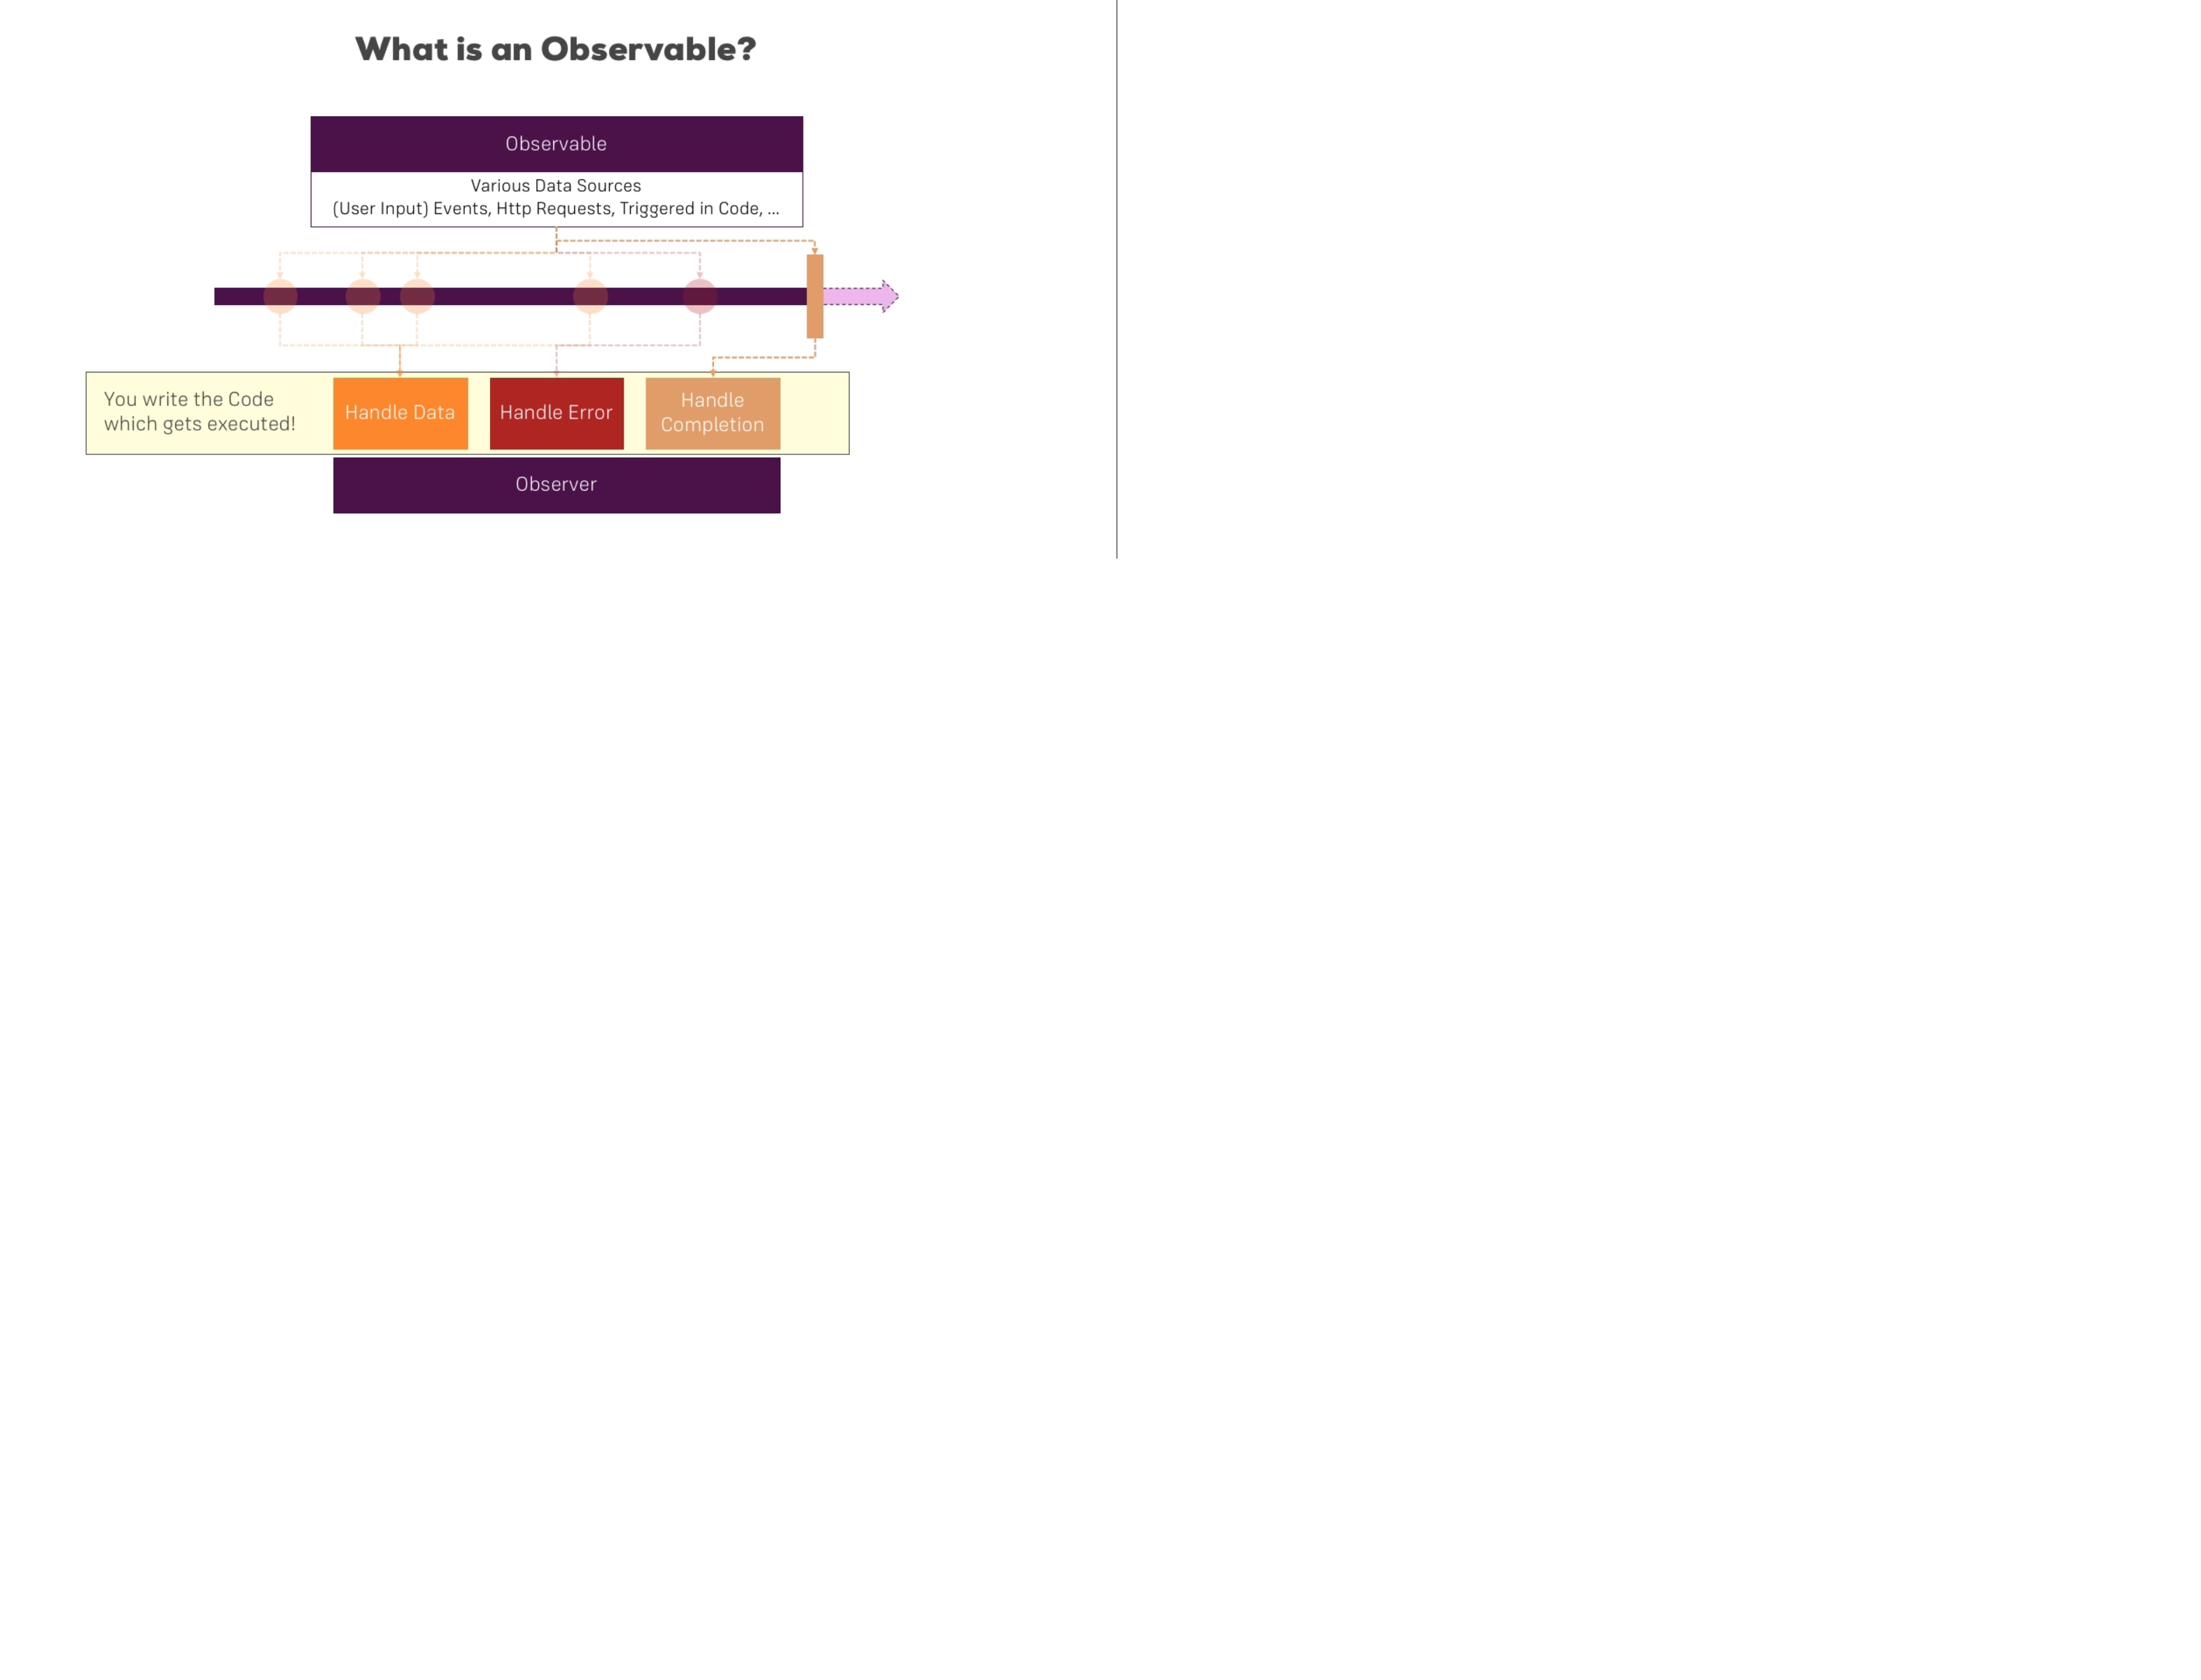 What is an Observable?
Observable
Various Data Sources
(User Input) Events, Http Requests, Triggered in Code, ...
You write the Code
which gets executed!
Handle Data
Handle Error
Handle
Completion
Observer